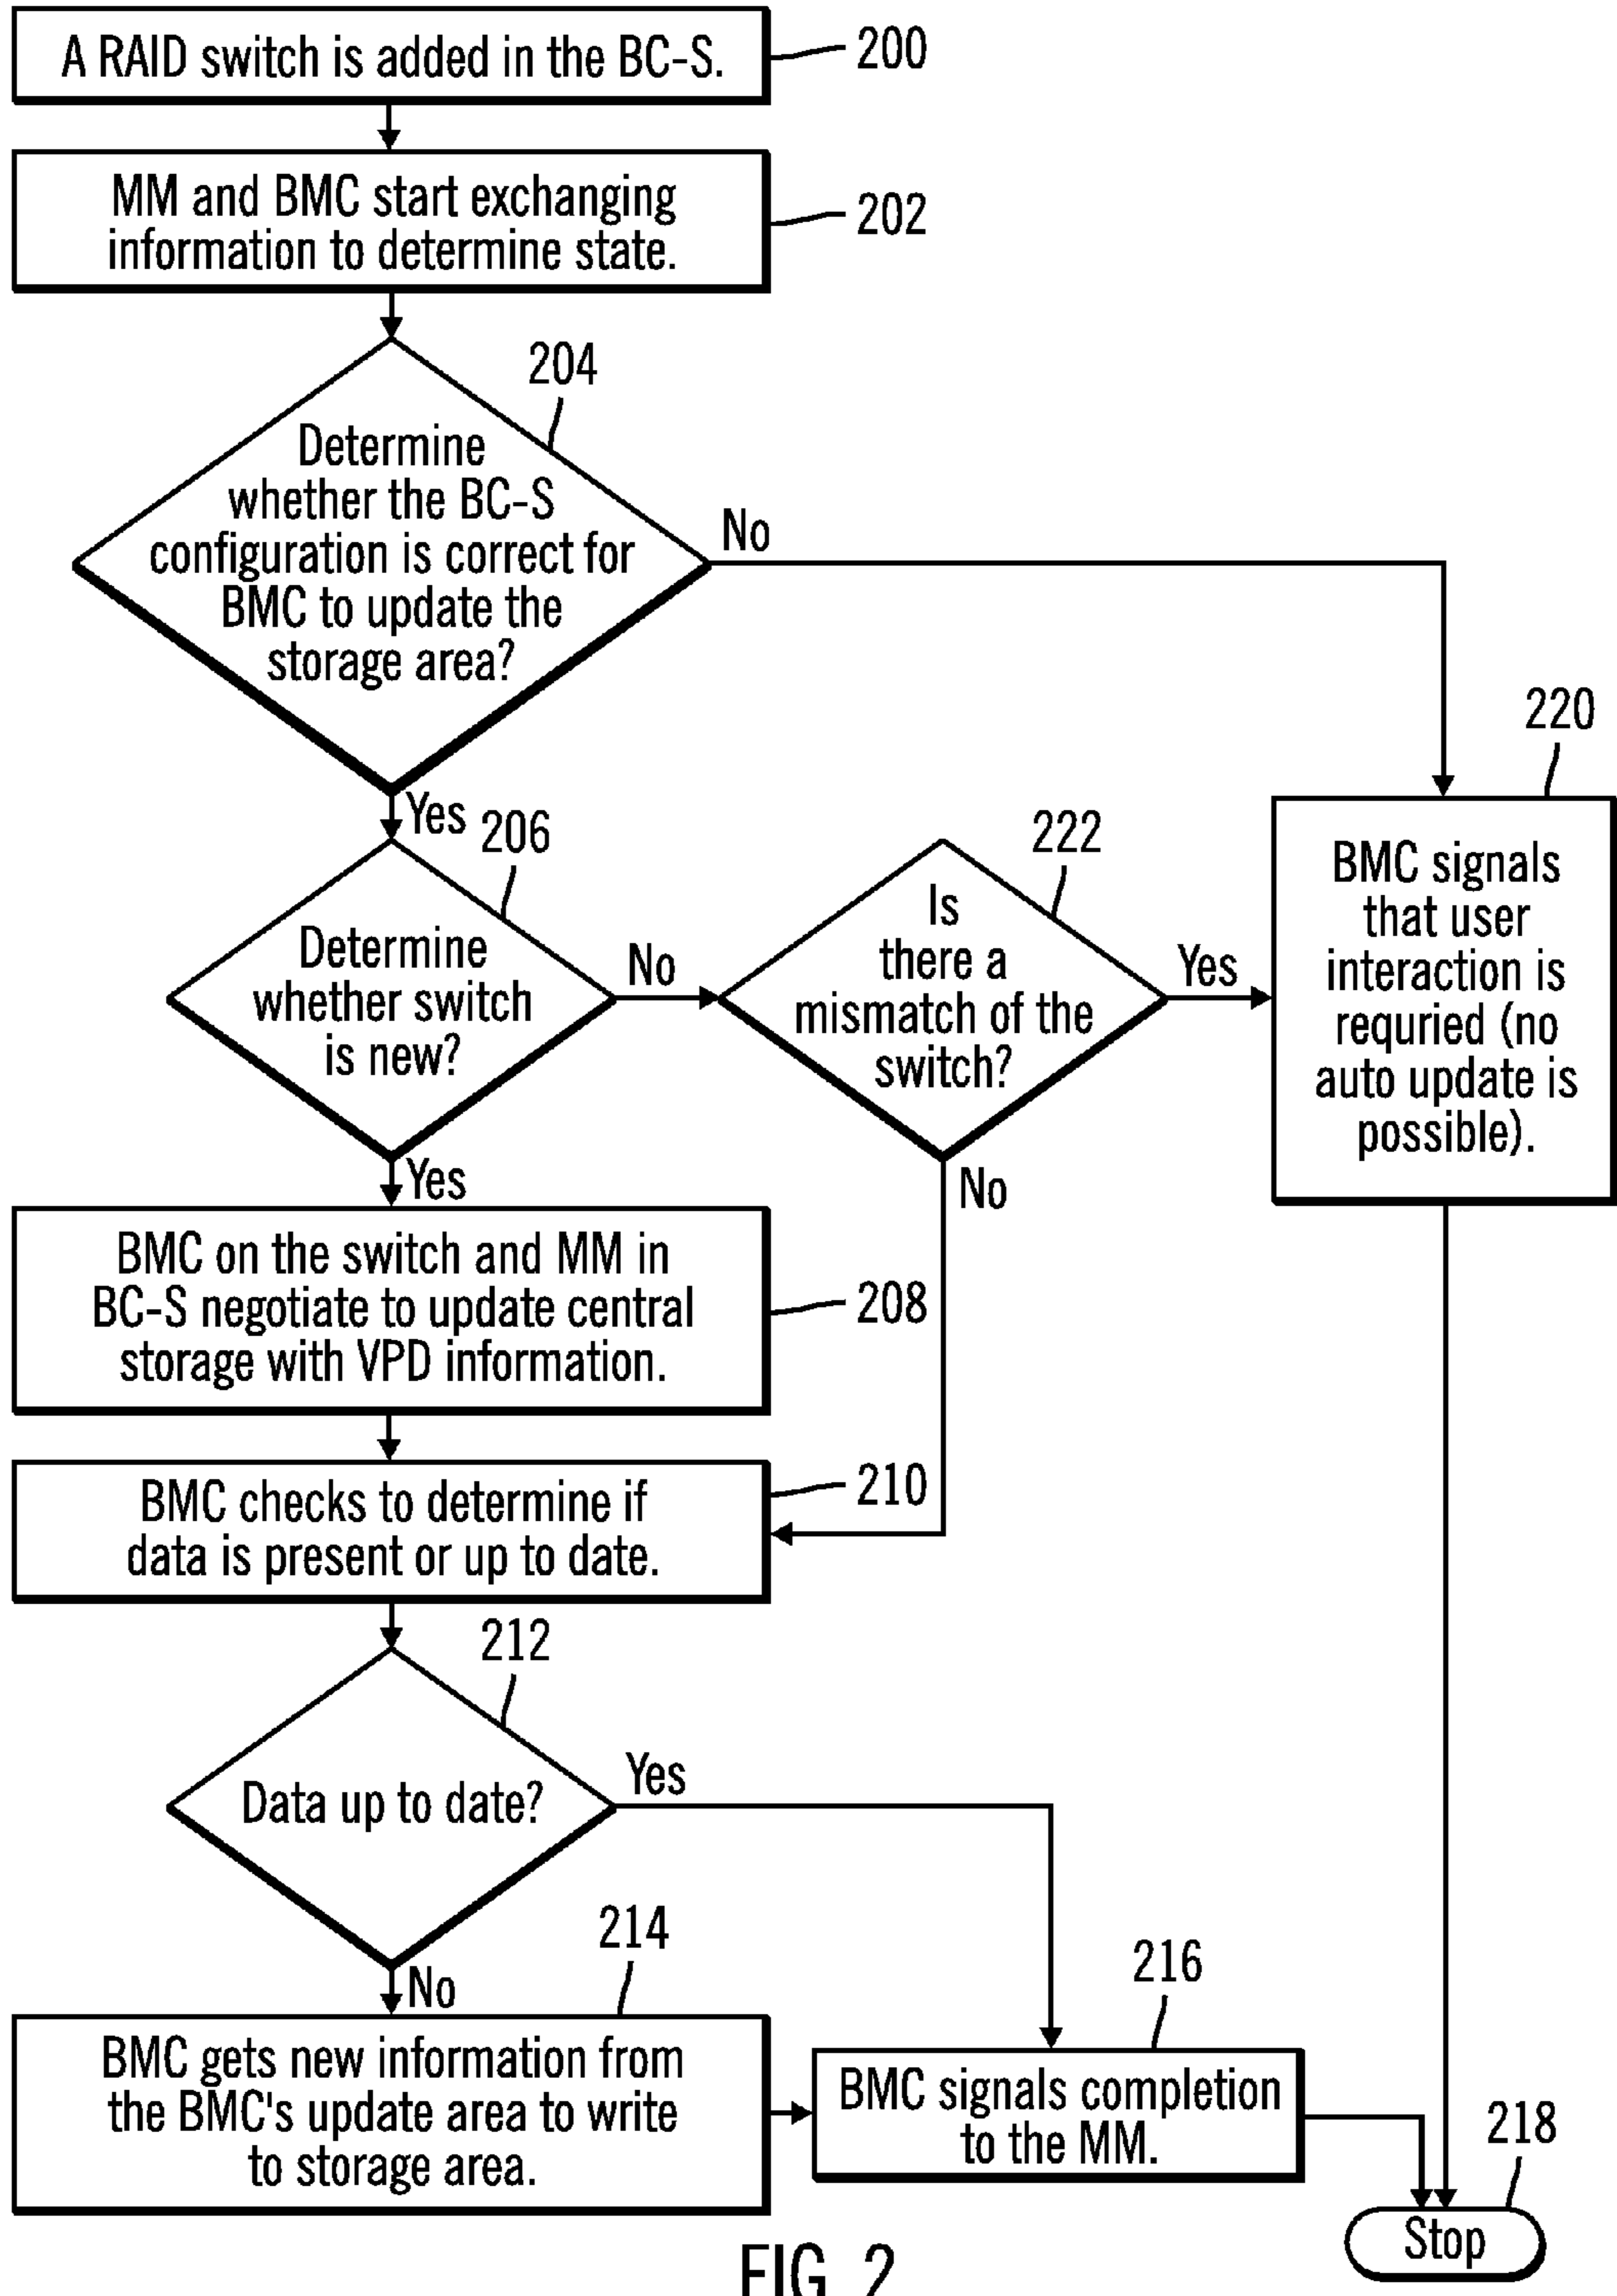 A RAID switch is added in the BC-S.
200
MM and BMC start exchanging
information to determine state.
202
204
Determine
whether the BC-S
configuration is correct for
BMC to update the
storage area?
No
Yes
206
Determine
whether switch
is new?
No
222
Is
there a
mismatch of the
switch?
Yes
No
220
BMC signals
that user
interaction is
requried (no
auto update is
possible).
Yes
BMC on the switch and MM in
BC-S negotiate to update central
storage with VPD information.
208
BMC checks to determine if
data is present or up to date.
210
212
Data up to date?
Yes
No
214
BMC gets new information from
the BMC's update area to write
to storage area.
216
BMC signals completion
to the MM.
218
Stop
FIG. 2